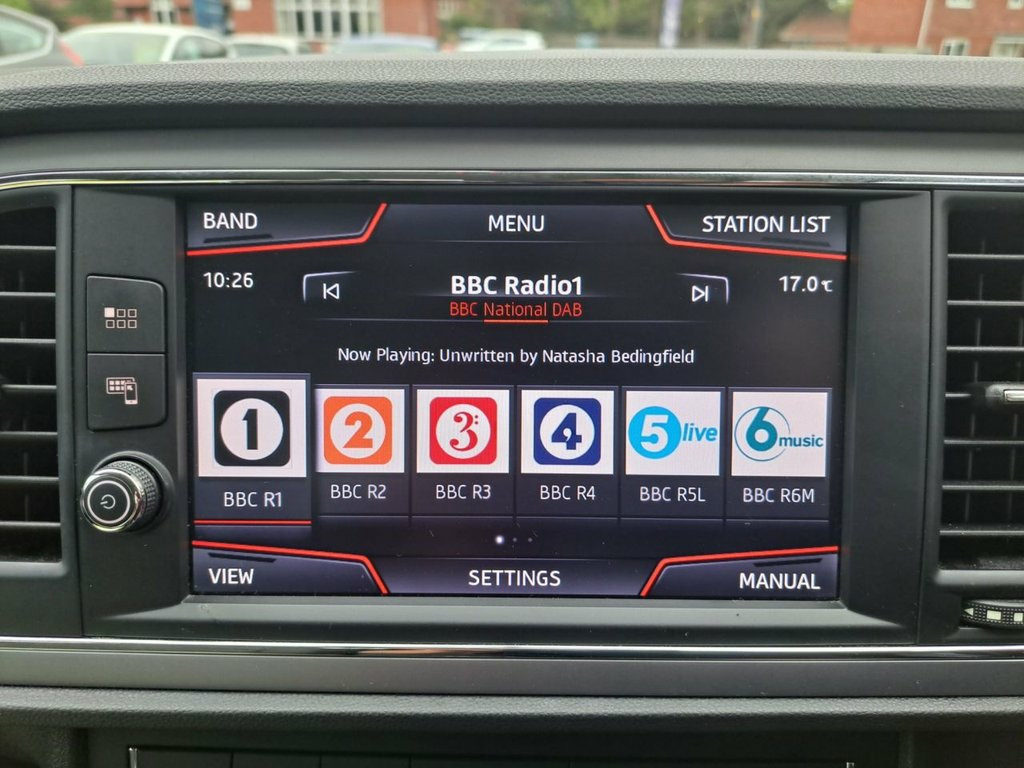 BAND MENU STATION LIST
10:26 BBC Radio1 17.0℃
BBC National DAB
Now Playing: Unwritten by Natasha Bedingfield
1 2 3 4 5 live 6 music
BBC R1 BBC R2 BBC R3 BBC R4 BBC R5L BBC R6M
VIEW SETTINGS MANUAL